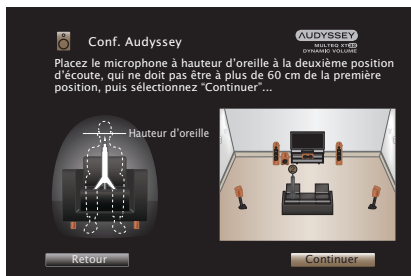 Conf. Audyssey
AUDYSSEY
MULTEQ XT32
DYNAMIC VOLUME
Placez le microphone à hauteur d'oreille à la deuxième position
d'écoute, qui ne doit pas être à plus de 60 cm de la première
position, puis sélectionnez “Continuer”...
Hauteur d'oreille
Retour
Continuer